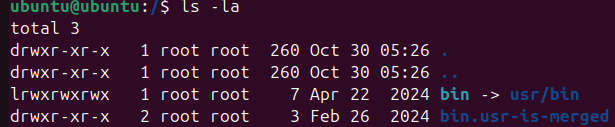 ubuntu@ubuntu:/$ ls -la
total 3
drwxr-xr-x   1 root root  260 Oct 30 05:26 .
drwxr-xr-x   1 root root  260 Oct 30 05:26 ..
lrwxrwxrwx   1 root root    7 Apr 22  2024 bin -> usr/bin
drwxr-xr-x   2 root root    3 Feb 26  2024 bin.usr-is-merged